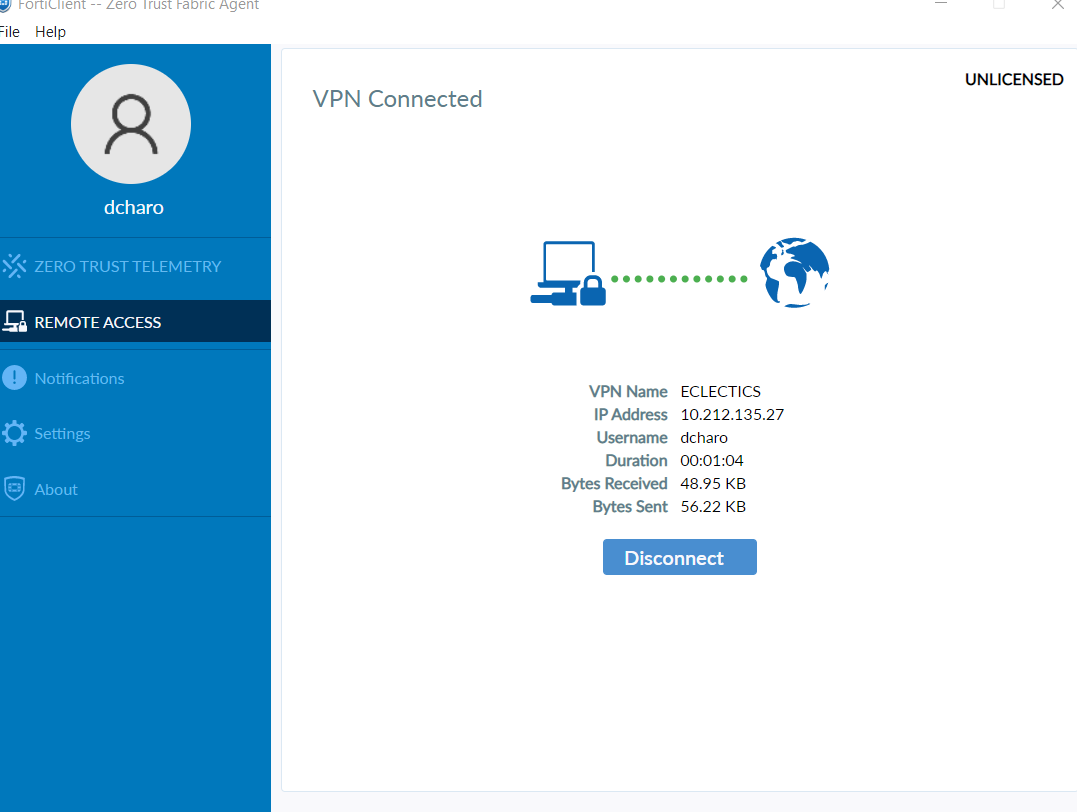 FortiClient -- Zero Trust Fabric Agent
File Help
dcharo
ZERO TRUST TELEMETRY
REMOTE ACCESS
Notifications
Settings
About
UNLICENSED
VPN Connected
VPN Name ECLECTICS
IP Address 10.212.135.27
Username dcharo
Duration 00:01:04
Bytes Received 48.95 KB
Bytes Sent 56.22 KB
Disconnect